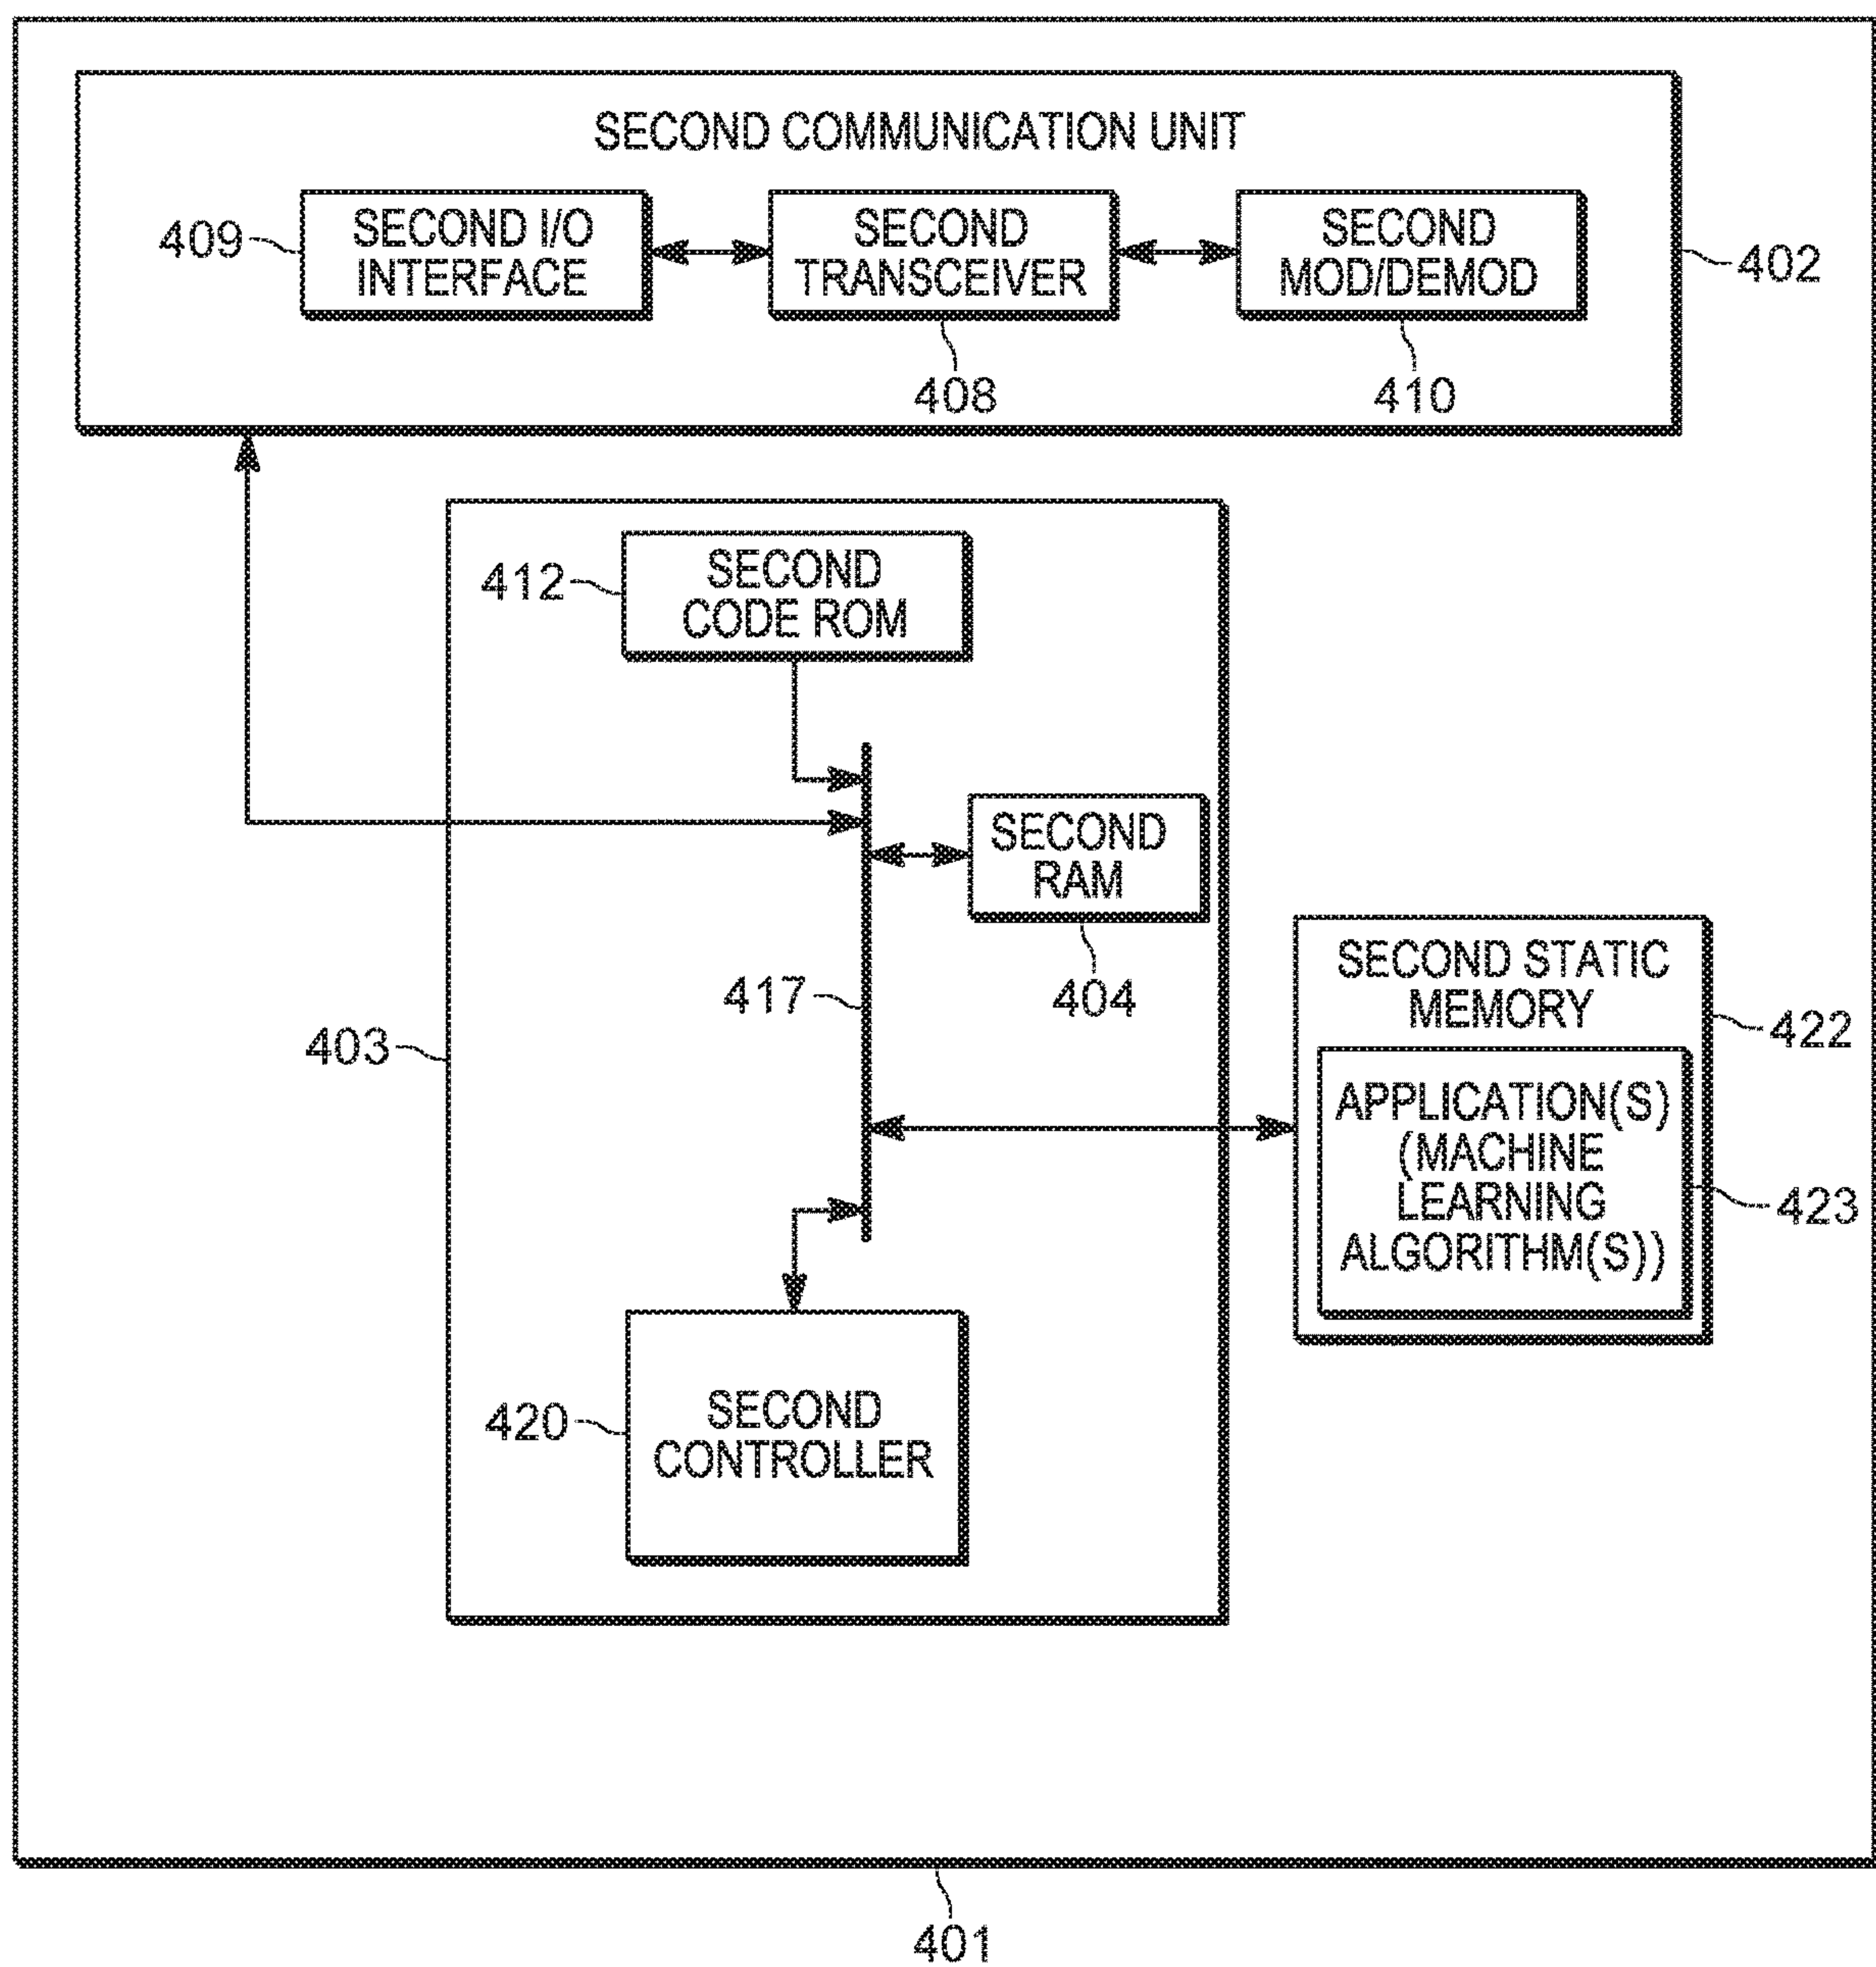 SECOND COMMUNICATION UNIT
409
SECOND I/O
INTERFACE
SECOND
TRANSCEIVER
SECOND
MOD/DEMOD
402
408
410
412
SECOND
CODE ROM
SECOND
RAM
404
417
403
SECOND STATIC
MEMORY
422
APPLICATION(S)
(MACHINE
LEARNING
ALGORITHM(S))
423
420
SECOND
CONTROLLER
401